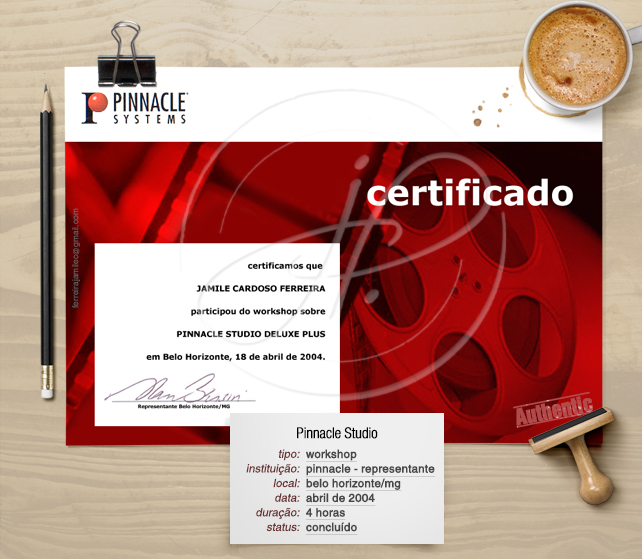 PINNACLE
SYSTEMS
certificado
ferreirajamileo@gmail.com
certificamos que
JAMILE CARDOSO FERREIRA
participou do workshop sobre
PINNACLE STUDIO DELUXE PLUS
em Belo Horizonte, 18 de abril de 2004.
Representante Belo Horizonte/MG
Authentic
Pinnacle Studio
tipo: workshop
instituição: pinnacle - representante
local: belo horizonte/mg
data: abril de 2004
duração: 4 horas
status: concluído